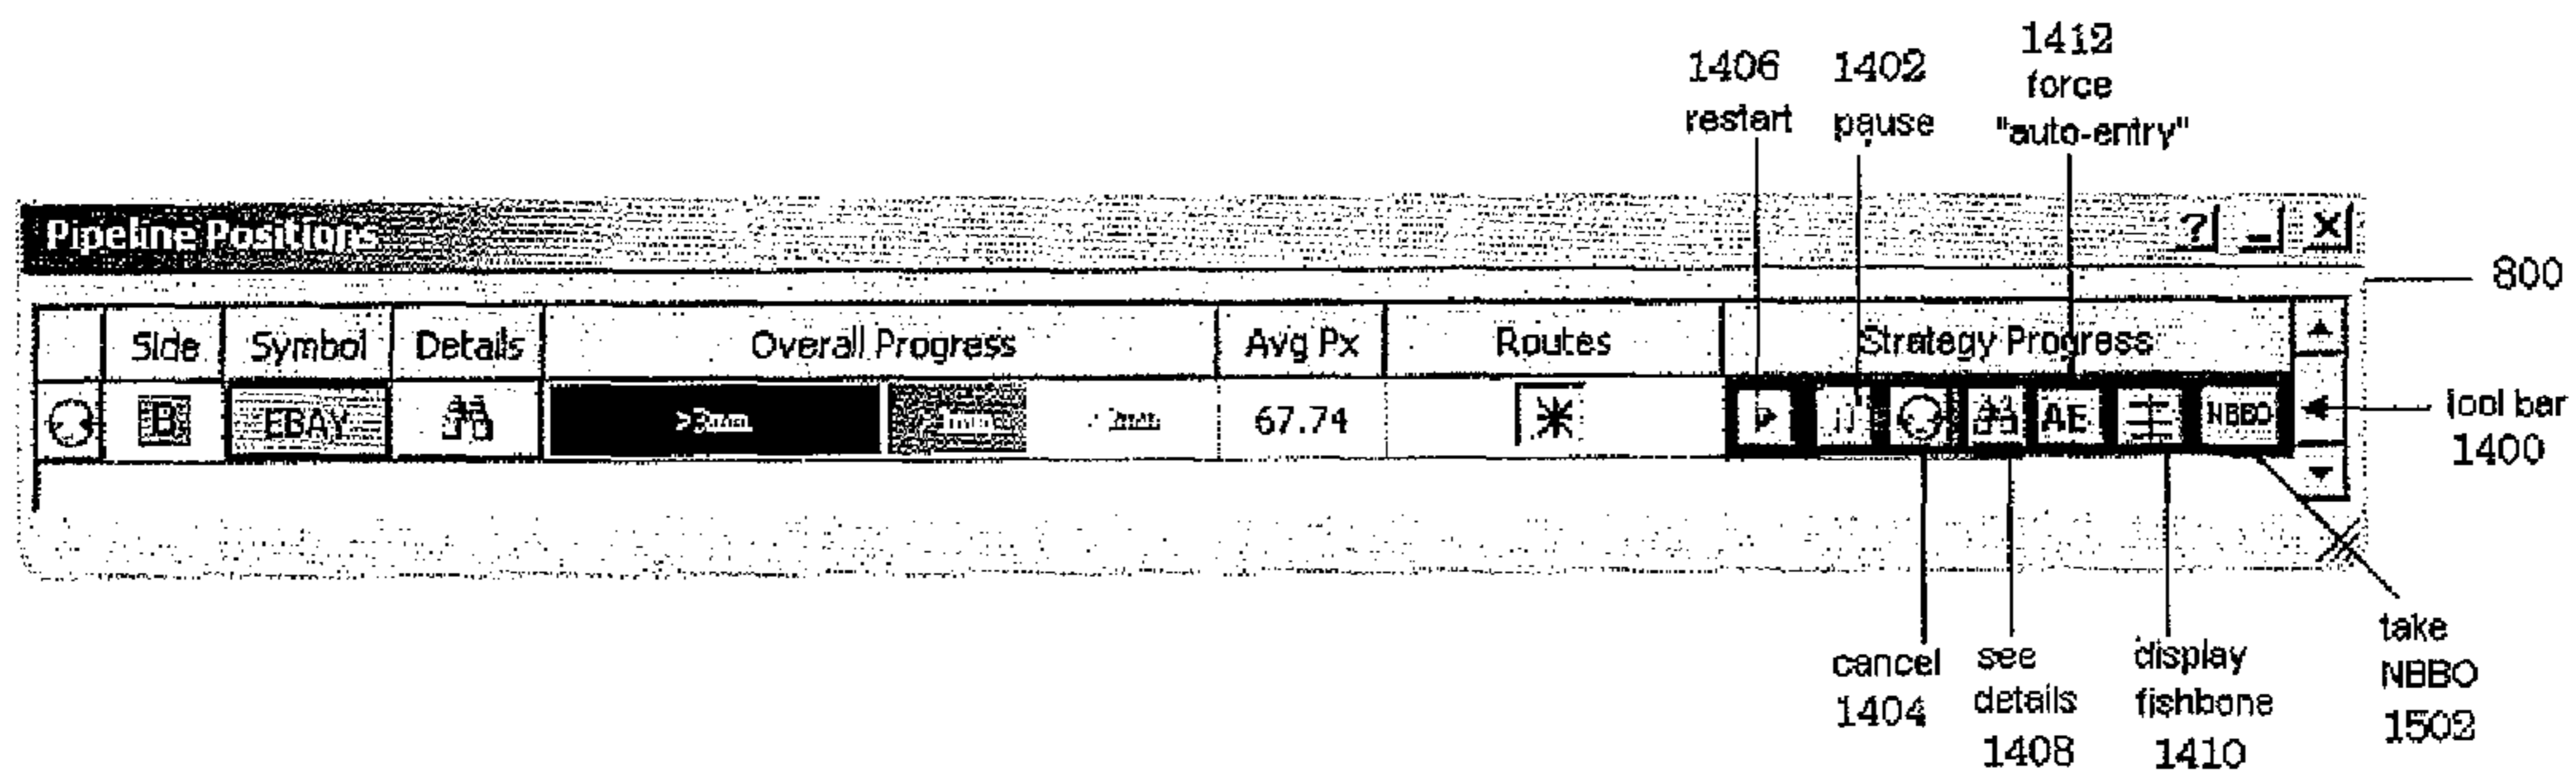 1412
1406 1402 force
restart pause "auto-entry"
Pipeline Positions ?
800
Side Symbol Details Overall Progress Avg Px Routes Strategy Progress
B EBAY 67.74 AE NBBO
tool bar
1400
take
cancel see display NBBO
1404 details fishbone 1502
1408 1410